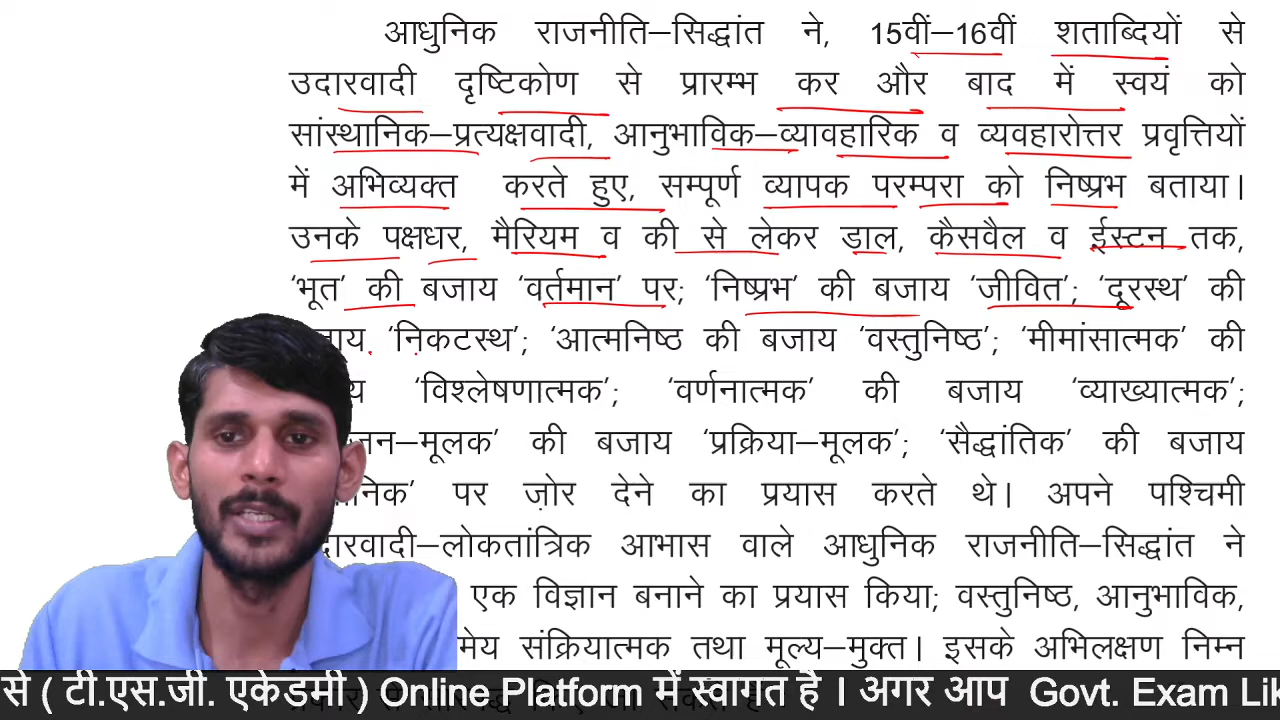 आधुनिक राजनीति–सिद्धांत ने, 15वीं–16वीं शताब्दियों से
उदारवादी दृष्टिकोण से प्रारम्भ कर और बाद में स्वयं को
सांस्थानिक–प्रत्यक्षवादी, आनुभाविक–व्यावहारिक व व्यवहारोत्तर प्रवृत्तियों
में अभिव्यक्त करते हुए, सम्पूर्ण व्यापक परम्परा को निष्प्रभ बताया।
उनके पक्षधर, मैरियम व की से लेकर डाल, कैसवैल व ईस्टन तक,
‘भूत’ की बजाय ‘वर्तमान’ पर; ‘निष्प्रभ’ की बजाय ‘जीवित’; ‘दूरस्थ’ की
‘निकटस्थ’; ‘आत्मनिष्ठ की बजाय ‘वस्तुनिष्ठ’; ‘मीमांसात्मक’ की
‘विश्लेषणात्मक’; ‘वर्णनात्मक’ की बजाय ‘व्याख्यात्मक’;
की बजाय ‘प्रक्रिया–मूलक’; ‘सैद्धांतिक’ की बजाय
पर ज़ोर देने का प्रयास करते थे। अपने पश्चिमी
आभास वाले आधुनिक राजनीति–सिद्धांत ने
एक विज्ञान बनाने का प्रयास किया; वस्तुनिष्ठ, आनुभाविक,
संक्रियात्मक तथा मूल्य–मुक्त। इसके अभिलक्षण निम्न
से ( टी.एस.जी. एकेडमी ) Online Platform में स्वागत है । अगर आप Govt. Exam